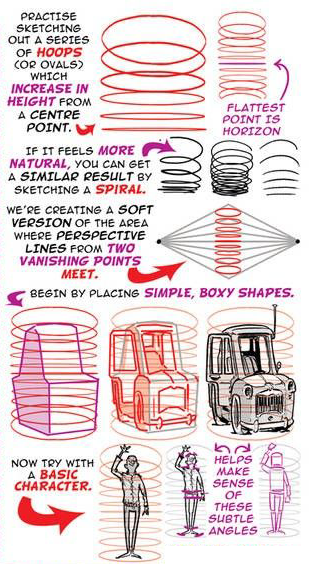 PRACTISE
SKETCHING
OUT A SERIES
OF HOOPS
(OR OVALS)
WHICH
INCREASE IN
HEIGHT FROM
A CENTRE
POINT.
FLATTEST
POINT IS
HORIZON
IF IT FEELS MORE
NATURAL, YOU CAN GET
A SIMILAR RESULT BY
SKETCHING A SPIRAL.
WE'RE CREATING A SOFT
VERSION OF THE AREA
WHERE PERSPECTIVE
LINES FROM TWO
VANISHING POINTS
MEET.
BEGIN BY PLACING SIMPLE, BOXY SHAPES.
NOW TRY WITH
A BASIC
CHARACTER.
HELPS
MAKE
SENSE
OF
THESE
SUBTLE
ANGLES